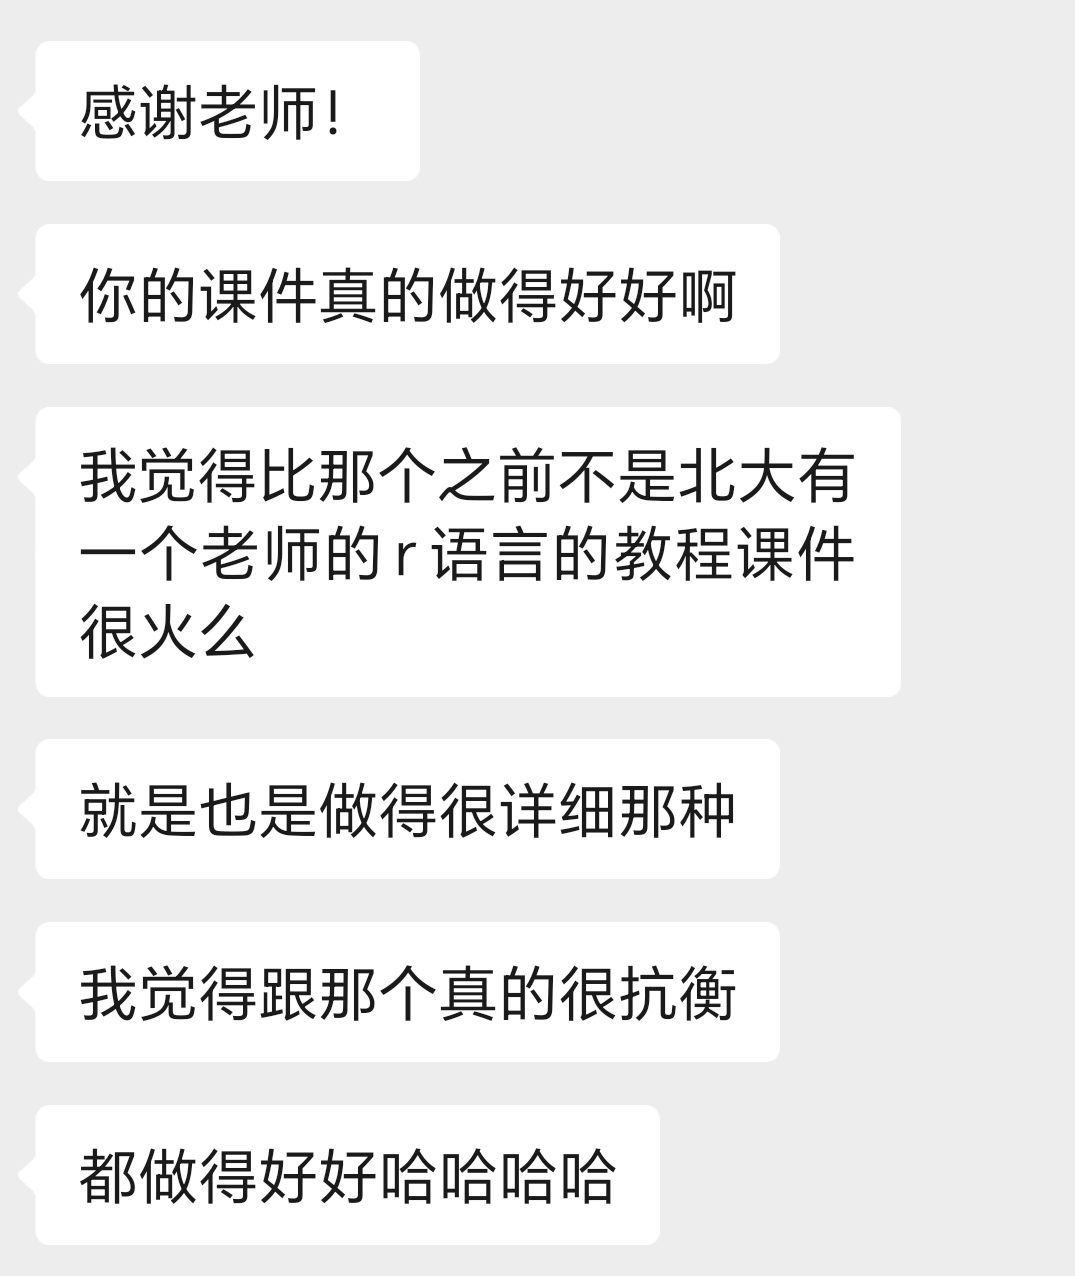 感谢老师！
你的课件真的做得好好啊
我觉得比那个之前不是北大有
一个老师的r语言的教程课件
很火么
就是也是做得很详细那种
我觉得跟那个真的很抗衡
都做得好好哈哈哈哈